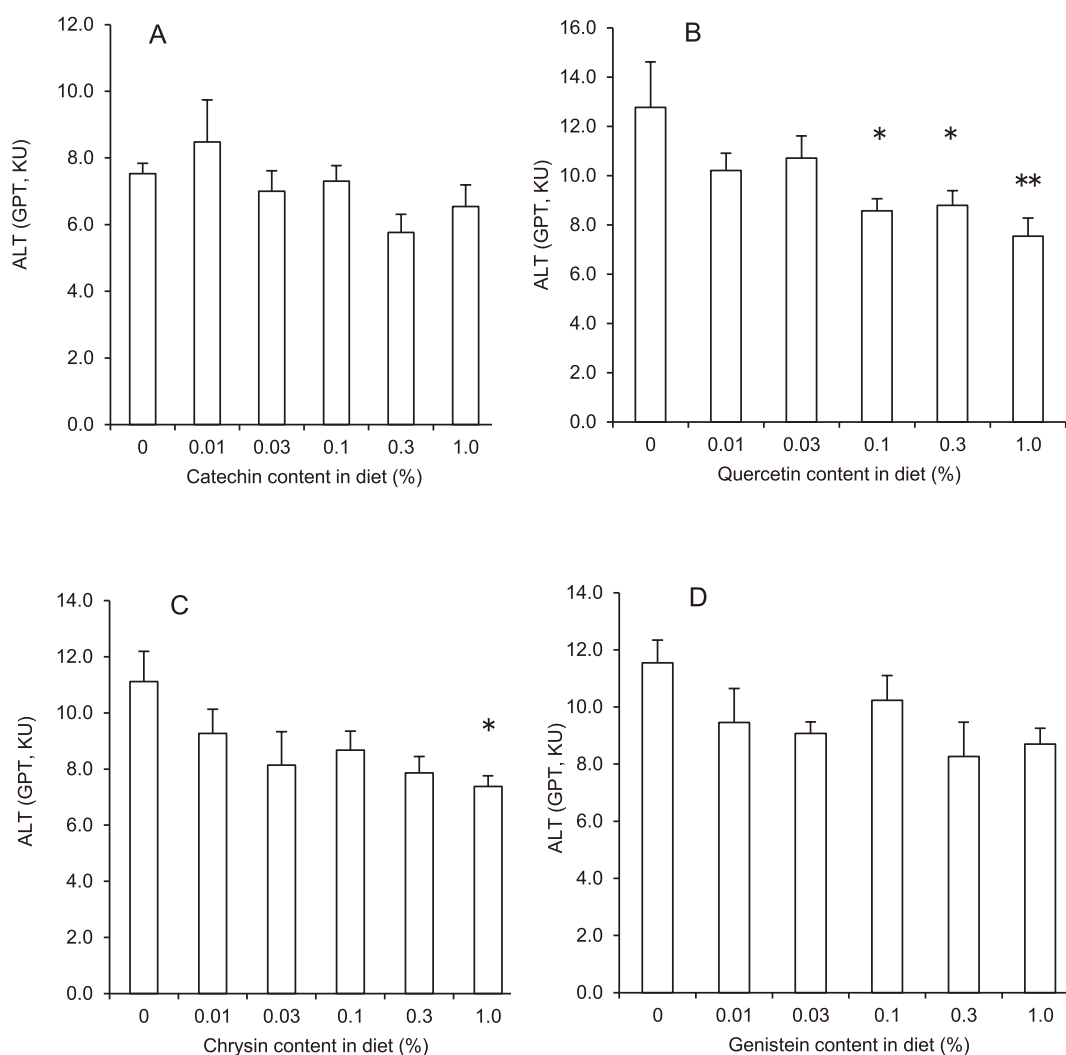 A
12.0
10.0
8.0
6.0
4.0
2.0
0.0
ALT (GPT, KU)
0 0.01 0.03 0.1 0.3 1.0
Catechin content in diet (%)
B
16.0
14.0
12.0
10.0
8.0
6.0
4.0
2.0
0.0
ALT (GPT, KU)
* * **
0 0.01 0.03 0.1 0.3 1.0
Quercetin content in diet (%)
C
14.0
12.0
10.0
8.0
6.0
4.0
2.0
0.0
ALT (GPT, KU)
*
0 0.01 0.03 0.1 0.3 1.0
Chrysin content in diet (%)
D
14.0
12.0
10.0
8.0
6.0
4.0
2.0
0.0
ALT (GPT, KU)
0 0.01 0.03 0.1 0.3 1.0
Genistein content in diet (%)